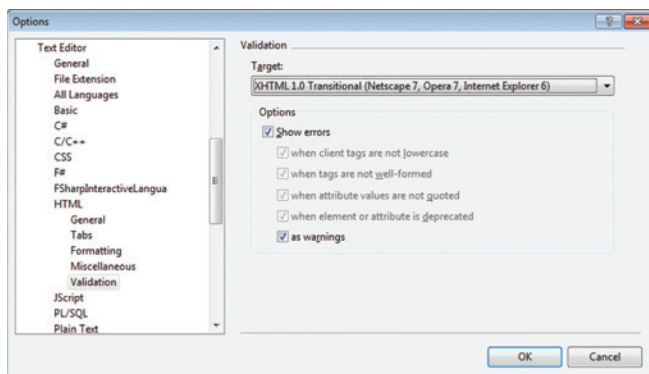 Options
Text Editor
General
File Extension
All Languages
Basic
C#
C/C++
CSS
F#
FSharpInteractiveLangua
HTML
General
Tabs
Formatting
Miscellaneous
Validation
JScript
PL/SQL
Plain Text
Validation
Target:
XHTML 1.0 Transitional (Netscape 7, Opera 7, Internet Explorer 6)
Options
Show errors
when client tags are not lowercase
when tags are not well-formed
when attribute values are not quoted
when element or attribute is deprecated
as warnings
OK
Cancel